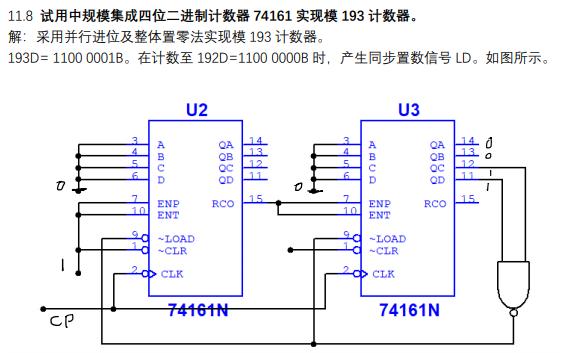 11.8 试用中规模集成四位二进制计数器 74161 实现模 193 计数器。
解：采用并行进位及整体置零法实现模 193 计数器。
193D= 1100 0001B。在计数至 192D=1100 0000B 时，产生同步置数信号 LD。如图所示。
U2 U3
3 A QA 14 3 A QA 14 0
4 B QB 13 4 B QB 13 0
5 C QC 12 5 C QC 12 1
6 D QD 11 6 D QD 11 1
0 0
7 ENP RCO 15 7 ENP RCO 15
10 ENT 10 ENT
9 ~LOAD 9 ~LOAD
1 ~CLR 1 ~CLR
1
2 CLK 2 CLK
CP
74161N 74161N